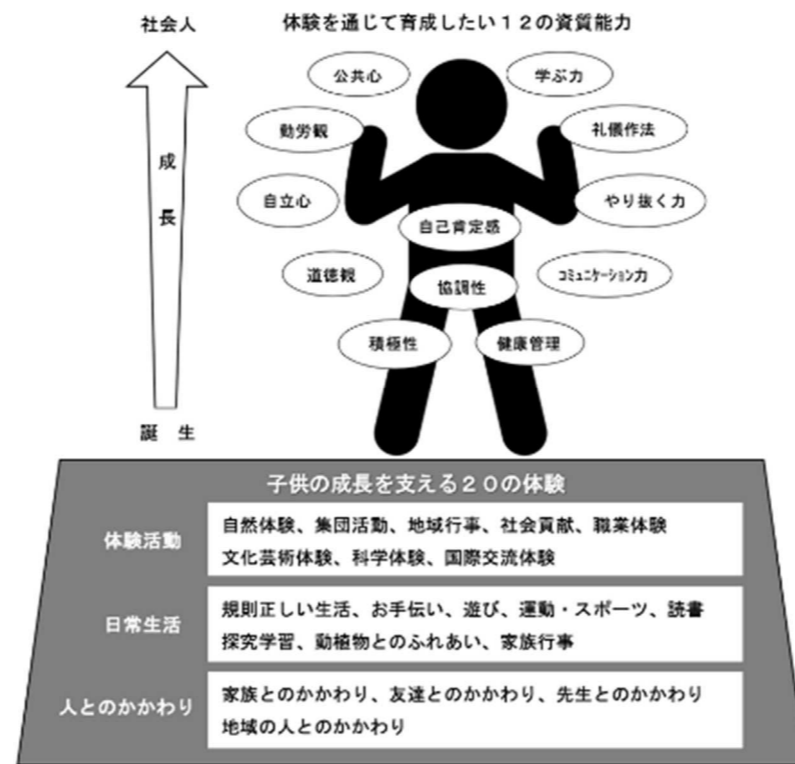 社会人
体験を通じて育成したい１２の資質能力
公共心
学ぶ力
勤労観
礼儀作法
自立心
やり抜く力
自己肯定感
道徳観
協調性
ｺﾐｭﾆｹｰｼｮﾝ力
積極性
健康管理
成長
誕 生
子供の成長を支える２０の体験
体験活動
自然体験、集団活動、地域行事、社会貢献、職業体験
文化芸術体験、科学体験、国際交流体験
日常生活
規則正しい生活、お手伝い、遊び、運動・スポーツ、読書
探究学習、動植物とのふれあい、家族行事
人とのかかわり
家族とのかかわり、友達とのかかわり、先生とのかかわり
地域の人とのかかわり